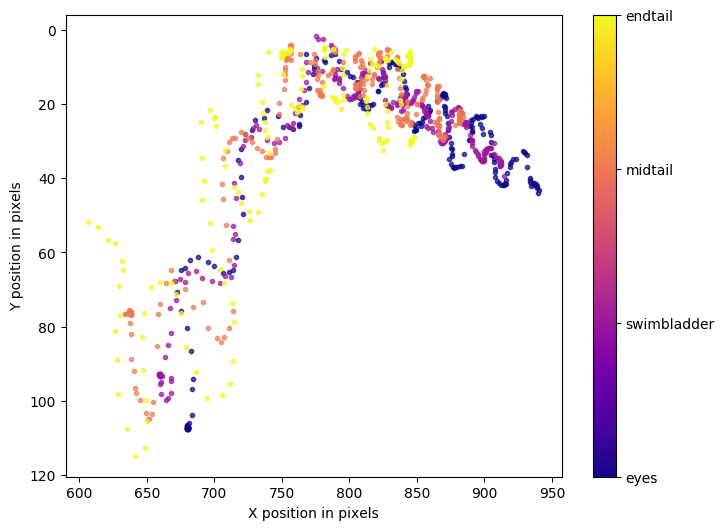 0
20
40
60
80
100
120
Y position in pixels
600
650
700
750
800
850
900
950
X position in pixels
endtail
midtail
swimbladder
eyes